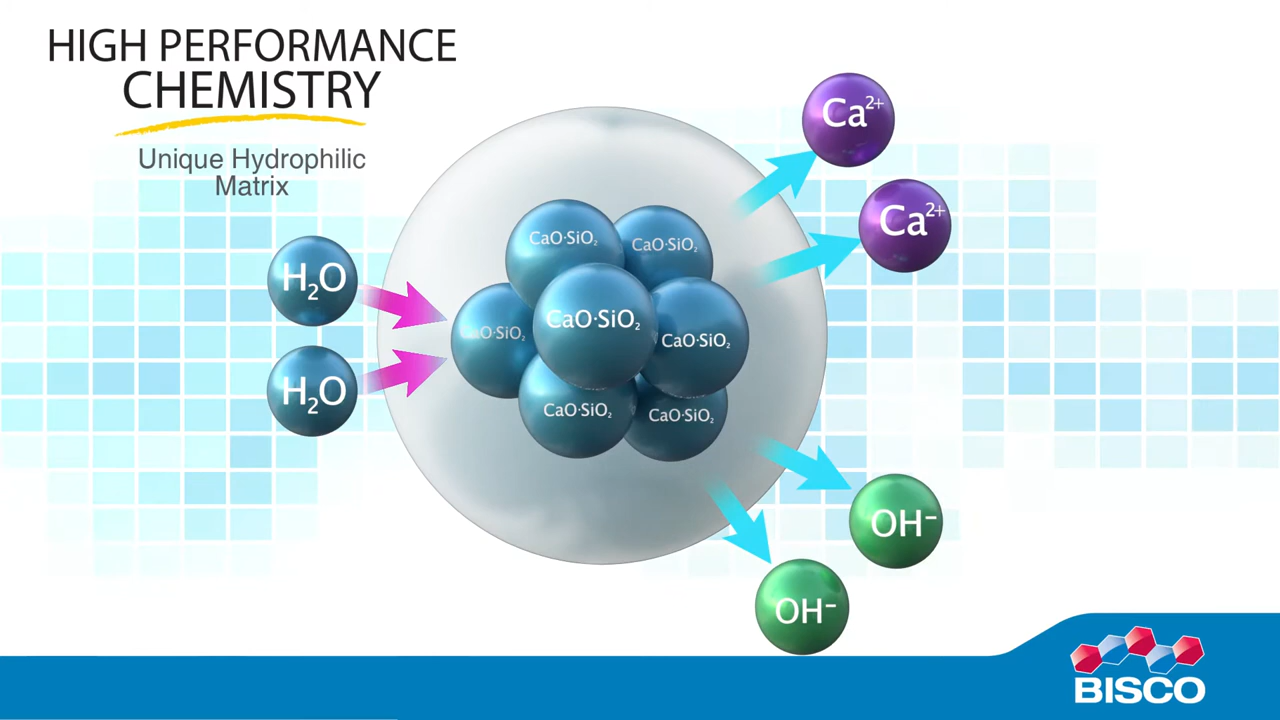 HIGH PERFORMANCE
CHEMISTRY
Unique Hydrophilic
Matrix
Ca²⁺
Ca²⁺
CaO·SiO₂
CaO·SiO₂
H₂O
CaO·SiO₂
CaO·SiO₂
CaO·SiO₂
H₂O
CaO·SiO₂
CaO·SiO₂
OH⁻
OH⁻
BISCO